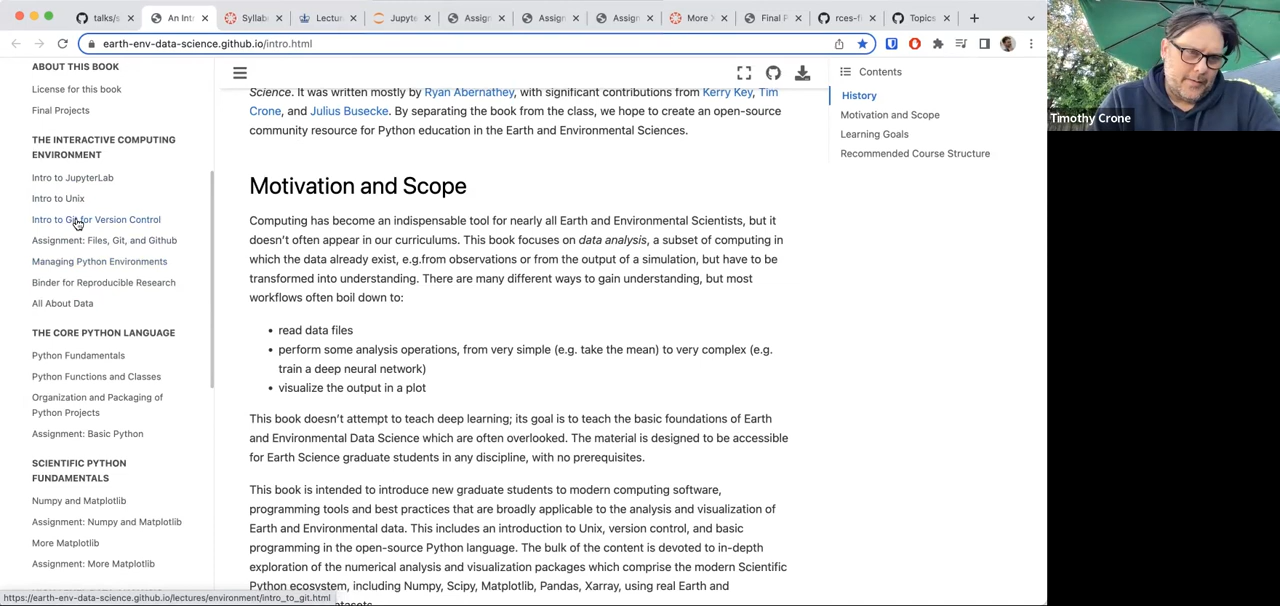 talks/s
An Intr
Syllab
Lectur
Jupyte
Assign
Assign
Assign
More
Final P
rces-f
Topics
earth-env-data-science.github.io/intro.html
ABOUT THIS BOOK
License for this book
Final Projects
THE INTERACTIVE COMPUTING
ENVIRONMENT
Intro to JupyterLab
Intro to Unix
Intro to Git for Version Control
Assignment: Files, Git, and Github
Managing Python Environments
Binder for Reproducible Research
All About Data
THE CORE PYTHON LANGUAGE
Python Fundamentals
Python Functions and Classes
Organization and Packaging of
Python Projects
Assignment: Basic Python
SCIENTIFIC PYTHON
FUNDAMENTALS
Numpy and Matplotlib
Assignment: Numpy and Matplotlib
More Matplotlib
Assignment: More Matplotlib
https://earth-env-data-science.github.io/lectures/environment/intro_to_git.html
Science. It was written mostly by Ryan Abernathey, with significant contributions from Kerry Key, Tim
Crone, and Julius Busecke. By separating the book from the class, we hope to create an open-source
community resource for Python education in the Earth and Environmental Sciences.
Motivation and Scope
Computing has become an indispensable tool for nearly all Earth and Environmental Scientists, but it
doesn't often appear in our curriculums. This book focuses on data analysis, a subset of computing in
which the data already exist, e.g.from observations or from the output of a simulation, but have to be
transformed into understanding. There are many different ways to gain understanding, but most
workflows often boil down to:
• read data files
• perform some analysis operations, from very simple (e.g. take the mean) to very complex (e.g.
train a deep neural network)
• visualize the output in a plot
This book doesn't attempt to teach deep learning; its goal is to teach the basic foundations of Earth
and Environmental Data Science which are often overlooked. The material is designed to be accessible
for Earth Science graduate students in any discipline, with no prerequisites.
This book is intended to introduce new graduate students to modern computing software,
programming tools and best practices that are broadly applicable to the analysis and visualization of
Earth and Environmental data. This includes an introduction to Unix, version control, and basic
programming in the open-source Python language. The bulk of the content is devoted to in-depth
exploration of the numerical analysis and visualization packages which comprise the modern Scientific
Python ecosystem, including Numpy, Scipy, Matplotlib, Pandas, Xarray, using real Earth and
Contents
History
Motivation and Scope
Learning Goals
Recommended Course Structure
Timothy Crone